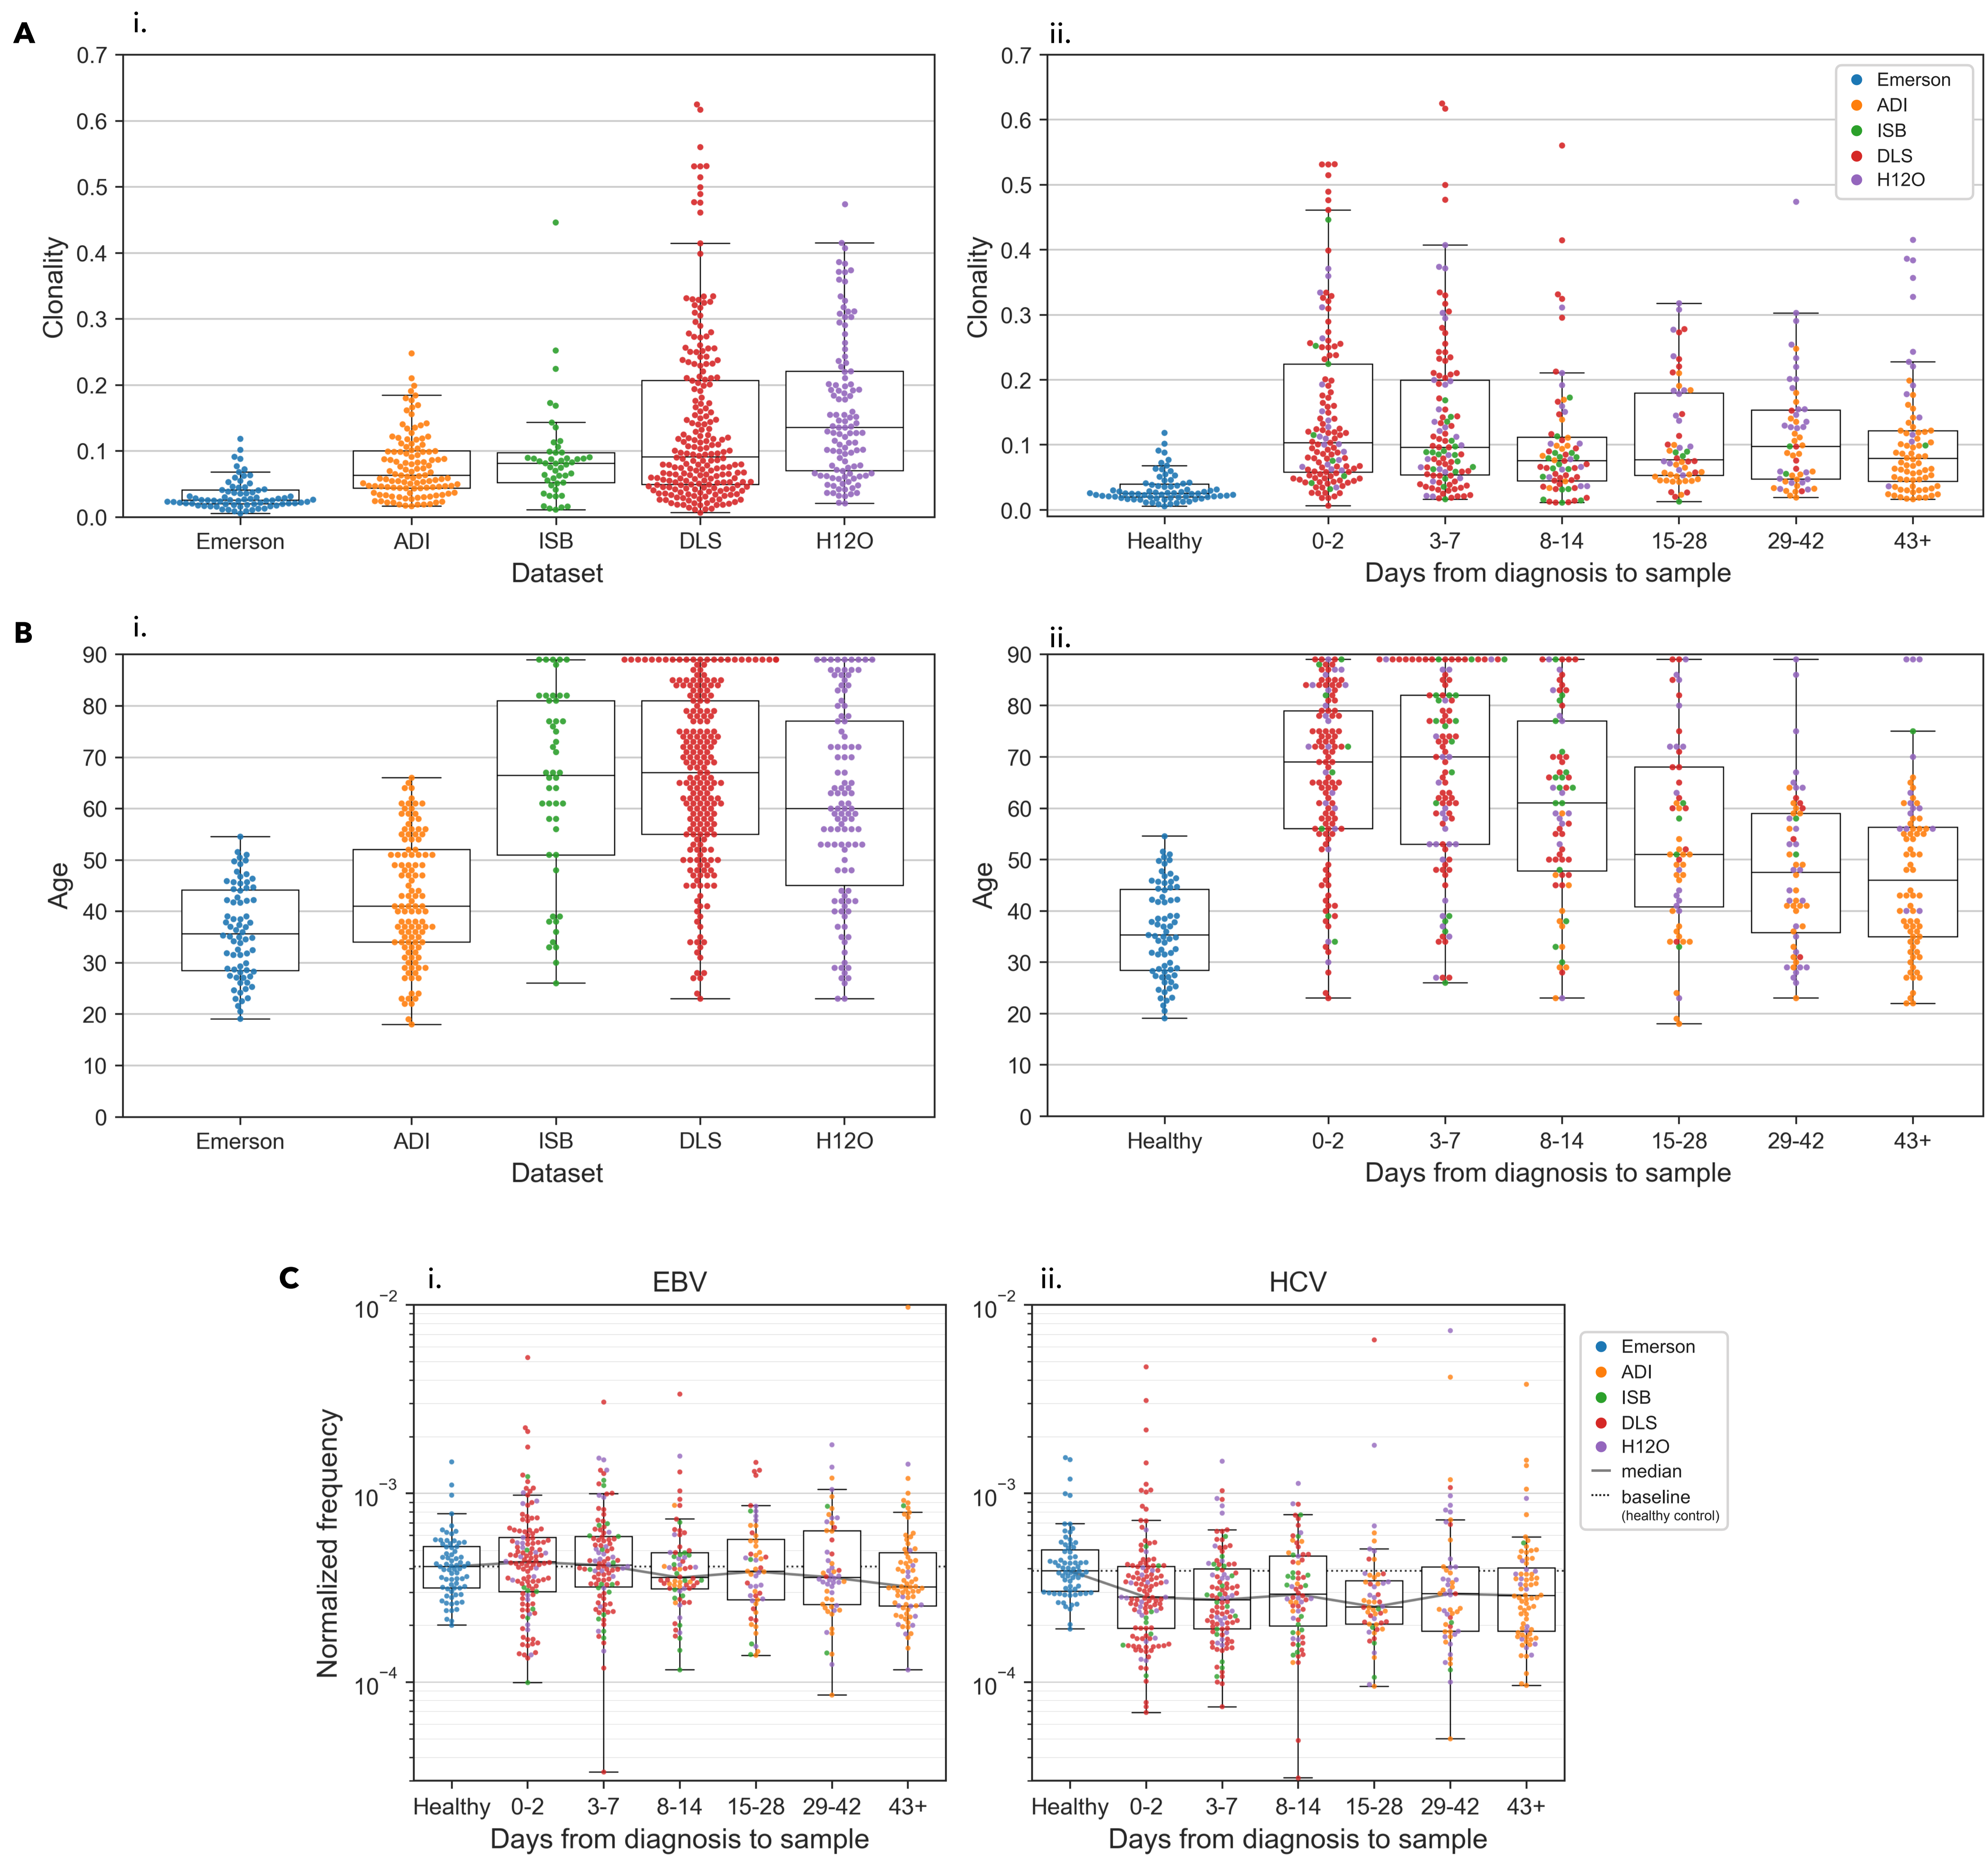 A
i.
0.7
0.6
0.5
0.4
0.3
0.2
0.1
0.0
Clonality
Emerson ADI ISB DLS H12O
Dataset
ii.
0.7
0.6
0.5
0.4
0.3
0.2
0.1
0.0
Clonality
Emerson
ADI
ISB
DLS
H12O
Healthy 0-2 3-7 8-14 15-28 29-42 43+
Days from diagnosis to sample
B
i.
90
80
70
60
50
40
30
20
10
0
Age
Emerson ADI ISB DLS H12O
Dataset
ii.
90
80
70
60
50
40
30
20
10
0
Age
Healthy 0-2 3-7 8-14 15-28 29-42 43+
Days from diagnosis to sample
C
i.
EBV
10−2
10−3
10−4
Normalized frequency
Healthy 0-2 3-7 8-14 15-28 29-42 43+
Days from diagnosis to sample
ii.
HCV
10−2
10−3
10−4
Healthy 0-2 3-7 8-14 15-28 29-42 43+
Days from diagnosis to sample
Emerson
ADI
ISB
DLS
H12O
median
baseline
(healthy control)